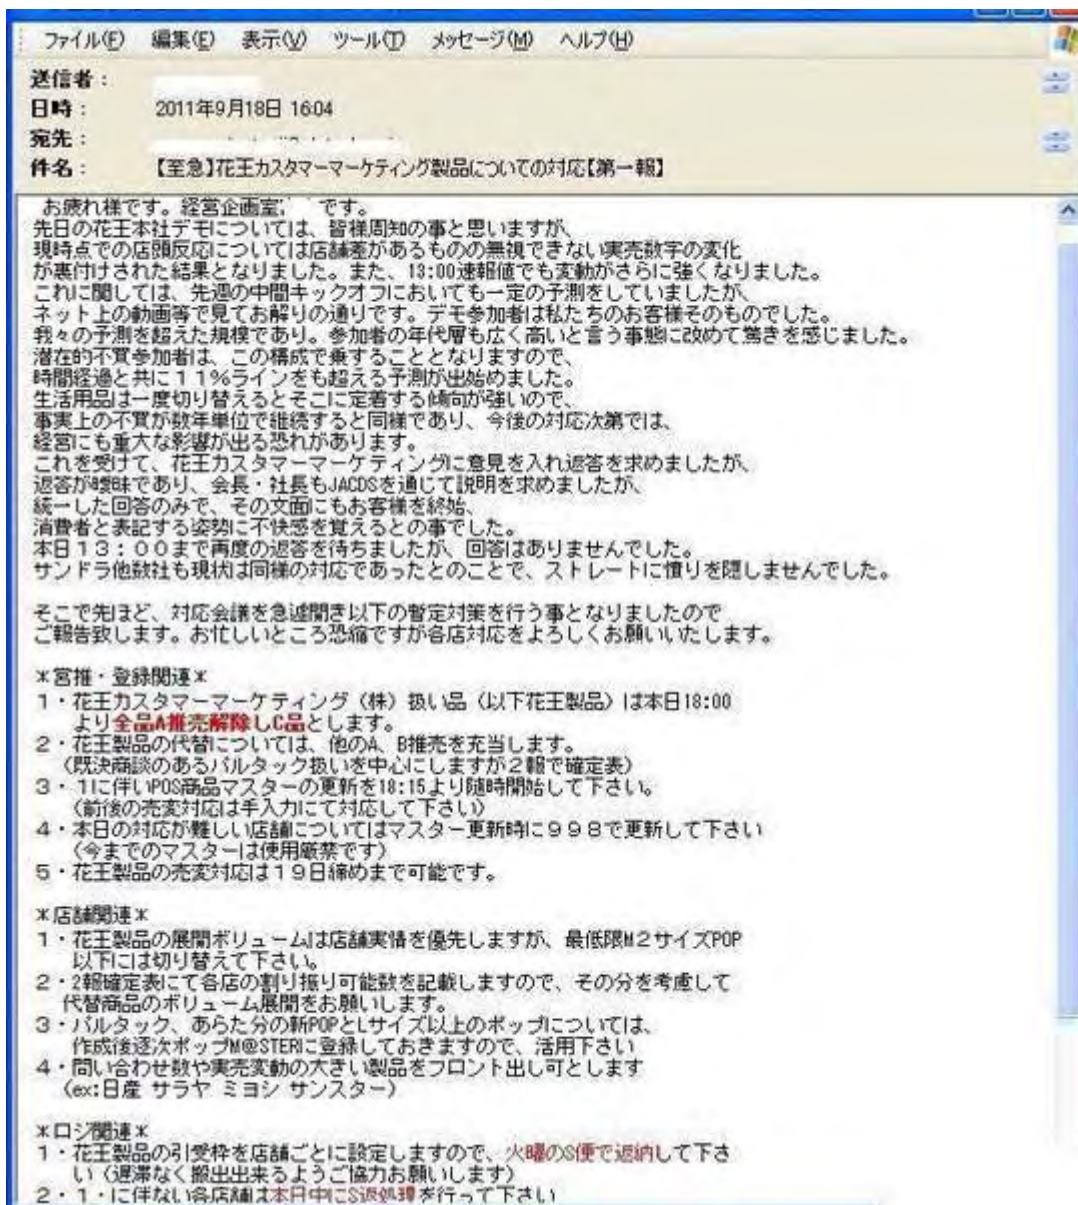 ファイル(F) 編集(E) 表示(V) ツール(T) メッセージ(M) ヘルプ(H)
送信者：
日時： 2011年9月18日 16:04
宛先：
件名： 【至急】花王カスタマーマーケティング製品についての対応【第一報】
お疲れ様です。経営企画室 です。
先日の花王本社デモについては、皆様周知の事と思いますが、
現時点での店頭反応については店舗差があるものの無視できない実売数字の変化
が裏付けされた結果となりました。また、13:00速報値でも変動がさらに強くなりました。
これに関しては、先週の中間キックオフにおいても一定の予測をしていましたが、
ネット上の動画等で見てお解りの通りです。デモ参加者は私たちのお客様そのものでした。
我々の予測を超えた規模であり。参加者の年代層も広く高いと言う事態に改めて驚きを感じました。
潜在的不買参加者は、この構成で乗することとなりますので、
時間経過と共に１１%ラインをも超える予測が出始めました。
生活用品は一度切り替えるとそこに定着する傾向が強いので、
事実上の不買が数年単位で継続すると同様であり、今後の対応次第では、
経営にも重大な影響が出る恐れがあります。
これを受けて、花王カスタマーマーケティングに意見を入れ返答を求めましたが、
返答が曖昧であり、会長・社長もJACDSを通じて説明を求めましたが、
統一した回答のみで、その文面にもお客様を終始、
消費者と表記する姿勢に不快感を覚えるとの事でした。
本日１３：００まで再度の返答を待ちましたが、回答はありませんでした。
サンドラ他数社も現状は同様の対応であったとのことで、ストレートに憤りを隠しませんでした。
そこで先ほど、対応会議を急遽開き以下の暫定対策を行う事となりましたので
ご報告致します。お忙しいところ恐縮ですが各店対応をよろしくお願いいたします。
＊営推・登録関連＊
１・花王カスタマーマーケティング（株）扱い品（以下花王製品）は本日18:00
より全品A推売解除しC品とします。
２・花王製品の代替については、他のA、B推売を充当します。
（既決商談のあるパルタック扱いを中心にしますが２報で確定表）
３・1に伴いPOS商品マスターの更新を18:15より随時開始して下さい。
（前後の売変対応は手入力にて対応して下さい）
４・本日の対応が難しい店舗についてはマスター更新時に９９８で更新して下さい
（今までのマスターは使用厳禁です）
５・花王製品の売変対応は１９日締めまで可能です。
＊店舗関連＊
１・花王製品の展開ボリュームは店舗実情を優先しますが、最低限M２サイズPOP
以下には切り替えて下さい。
２・2報確定表にて各店の割り振り可能数を記載しますので、その分を考慮して
代替商品のボリューム展開をお願いします。
３・パルタック、あらた分の新POPとLサイズ以上のポップについては、
作成後逐次ポップM@STERに登録しておきますので、活用下さい
４・問い合わせ数や実売変動の大きい製品をフロント出し可とします
（ex:日産 サラヤ ミヨシ サンスター）
＊ロジ関連＊
１・花王製品の引受枠を店舗ごとに設定しますので、火曜のS便で返納して下さ
い（遅滞なく搬出出来るようご協力お願いします）
２・１・に伴ない各店舗は本日中にS返処理を行って下さい